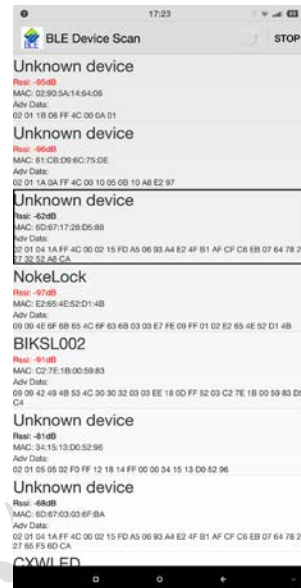 17:23
BLE
BLE Device Scan
STOP
Unknown device
Rssi: -95dB
MAC: 02:90:5A:14:64:06
Adv Data:
02 01 1B 06 FF 4C 00 0A 01
Unknown device
Rssi: -96dB
MAC: 61:CB:D9:6C:75:DE
Adv Data:
02 01 1A 0A FF 4C 00 10 05 0B 10 A8 E2 97
Unknown device
Rssi: -62dB
MAC: 6D:67:17:28:D5:88
Adv Data:
02 01 04 1A FF 4C 00 02 15 FD A5 06 93 A4 E2 4F B1 AF CF C6 EB 07 64 78 2
27 32 52 A8 CA
NokeLock
Rssi: -97dB
MAC: E2:65:4E:52:D1:4B
Adv Data:
09 09 4E 6F 6B 65 4C 6F 63 6B 03 03 E7 FE 09 FF 01 02 E2 65 4E 52 D1 4B
BIKSL002
Rssi: -91dB
MAC: C2:7E:1B:00:59:83
Adv Data:
09 09 42 49 4B 53 4C 30 30 32 03 03 EE 18 0D FF 52 03 C2 7E 1B 00 59 83 D5
C4
Unknown device
Rssi: -81dB
MAC: 34:15:13:D0:52:96
Adv Data:
02 01 05 05 02 F0 FF 12 18 14 FF 00 00 34 15 13 D0 52 96
Unknown device
Rssi: -68dB
MAC: 6D:67:03:03:6F:BA
Adv Data:
02 01 04 1A FF 4C 00 02 15 FD A5 06 93 A4 E2 4F B1 AF CF C6 EB 07 64 78 2
27 65 F5 6D CA
CXWLED